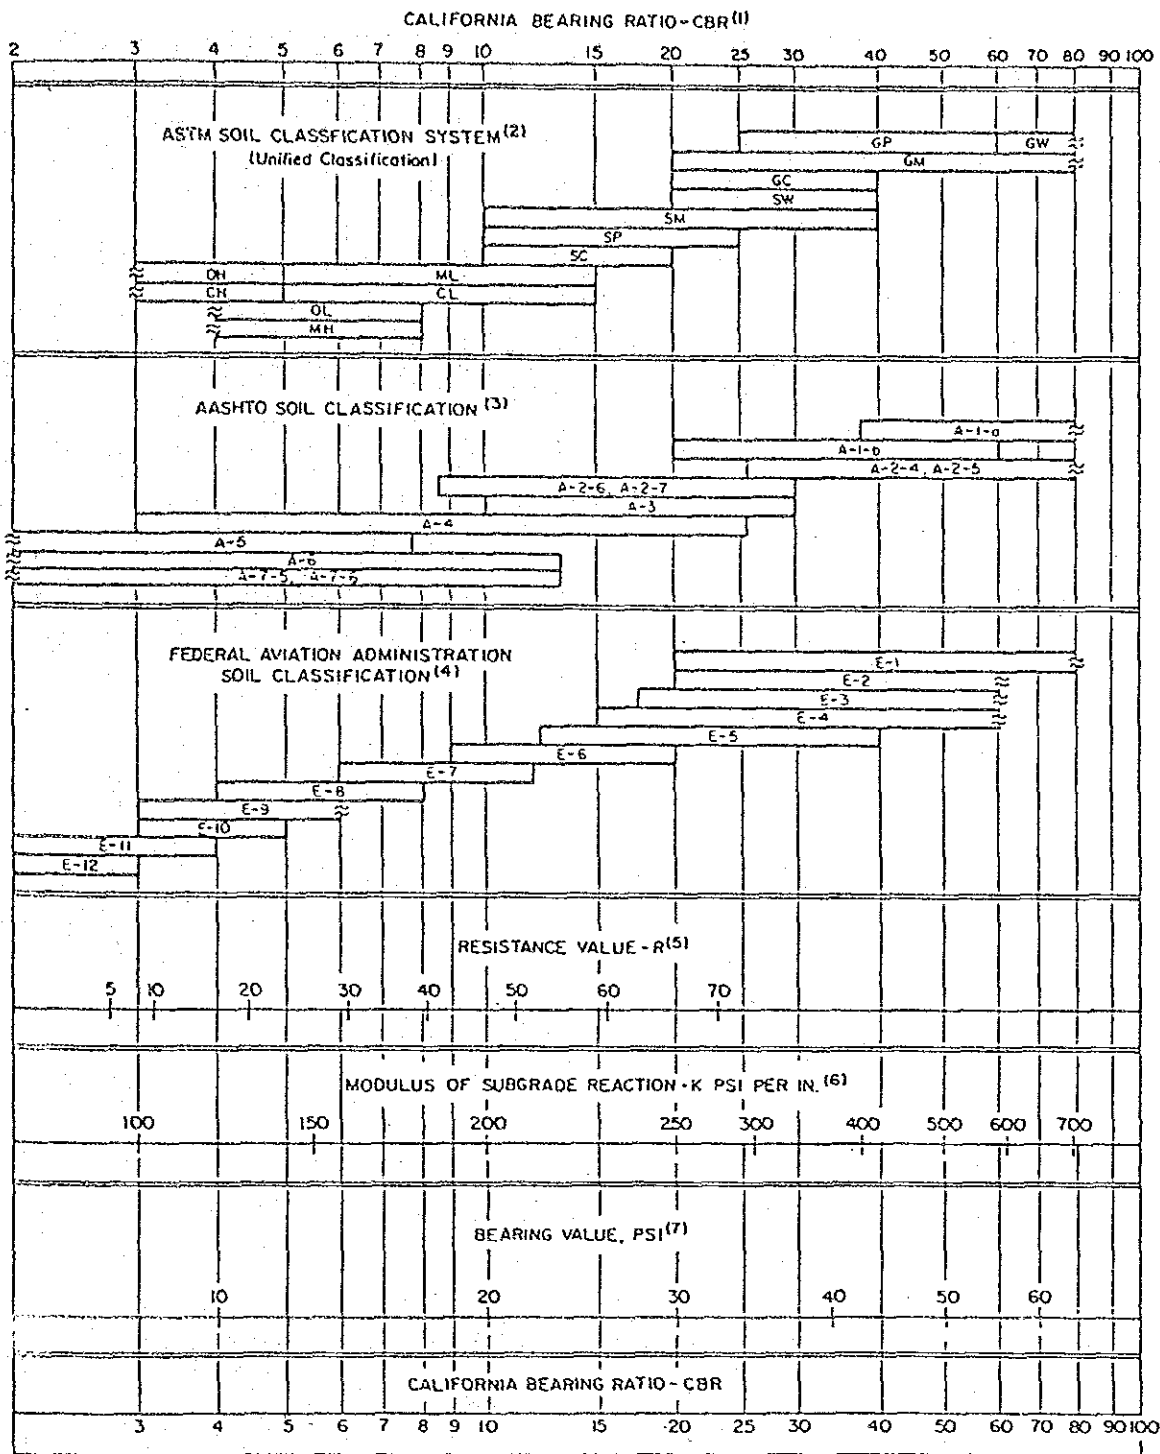 CALIFORNIA BEARING RATIO-CBR(1)
2 3 4 5 6 7 8 9 10 15 20 25 30 40 50 60 70 80 90 100
ASTM SOIL CLASSFICATION SYSTEM(2)
(Unified Classification)
GP GW
GM
GC
SW
SM
SP
SC
OH ML
CH CL
OL
MH
AASHTO SOIL CLASSIFICATION (3)
A-1-a
A-1-b
A-2-4, A-2-5
A-2-6, A-2-7
A-3
A-4
A-5
A-6
A-7-5, A-7-6
FEDERAL AVIATION ADMINISTRATION
SOIL CLASSIFICATION(4)
E-1
E-2
E-3
E-4
E-5
E-6
E-7
E-8
E-9
E-10
E-11
E-12
RESISTANCE VALUE-R(5)
5 10 20 30 40 50 60 70
MODULUS OF SUBGRADE REACTION-K PSI PER IN.(6)
100 150 200 250 300 400 500 600 700
BEARING VALUE, PSI(7)
10 20 30 40 50 60
CALIFORNIA BEARING RATIO-CBR
3 4 5 6 7 8 9 10 15 20 25 30 40 50 60 70 80 90 100